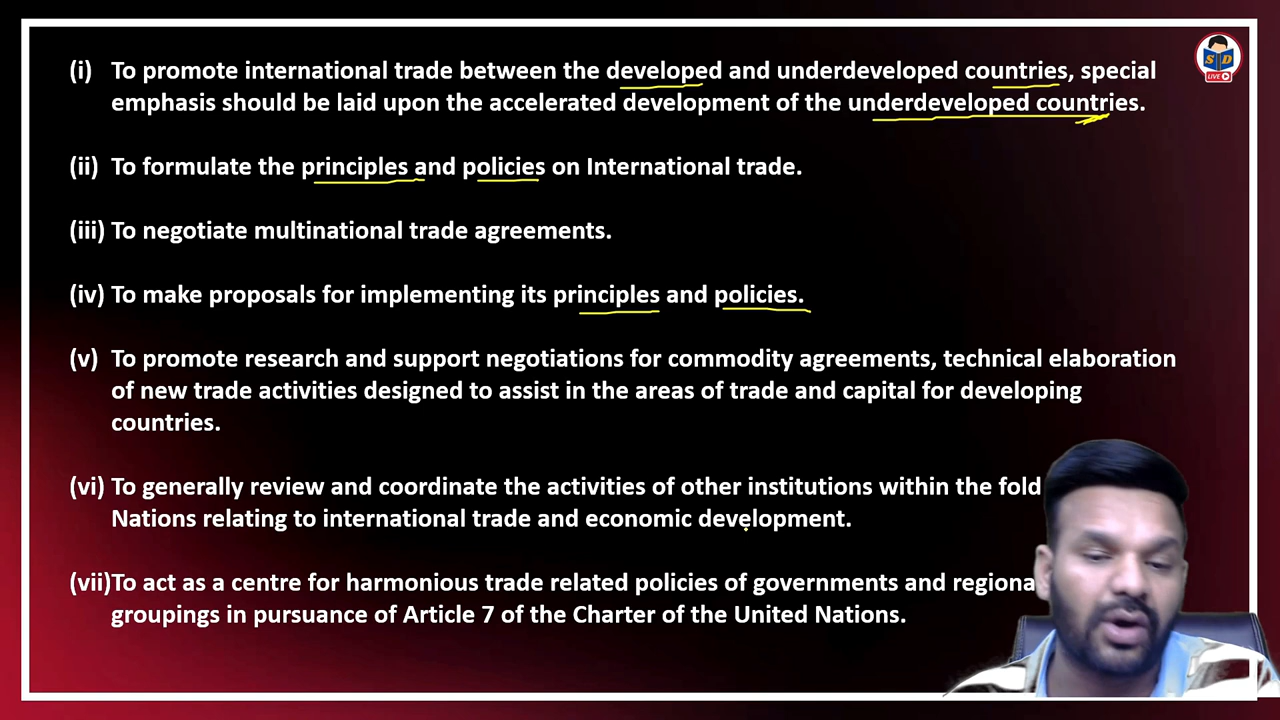 (i) To promote international trade between the developed and underdeveloped countries, special
emphasis should be laid upon the accelerated development of the underdeveloped countries.
(ii) To formulate the principles and policies on International trade.
(iii) To negotiate multinational trade agreements.
(iv) To make proposals for implementing its principles and policies.
(v) To promote research and support negotiations for commodity agreements, technical elaboration
of new trade activities designed to assist in the areas of trade and capital for developing
countries.
(vi) To generally review and coordinate the activities of other institutions within the fold
Nations relating to international trade and economic development.
(vii)To act as a centre for harmonious trade related policies of governments and regiona
groupings in pursuance of Article 7 of the Charter of the United Nations.
S D
LIVE